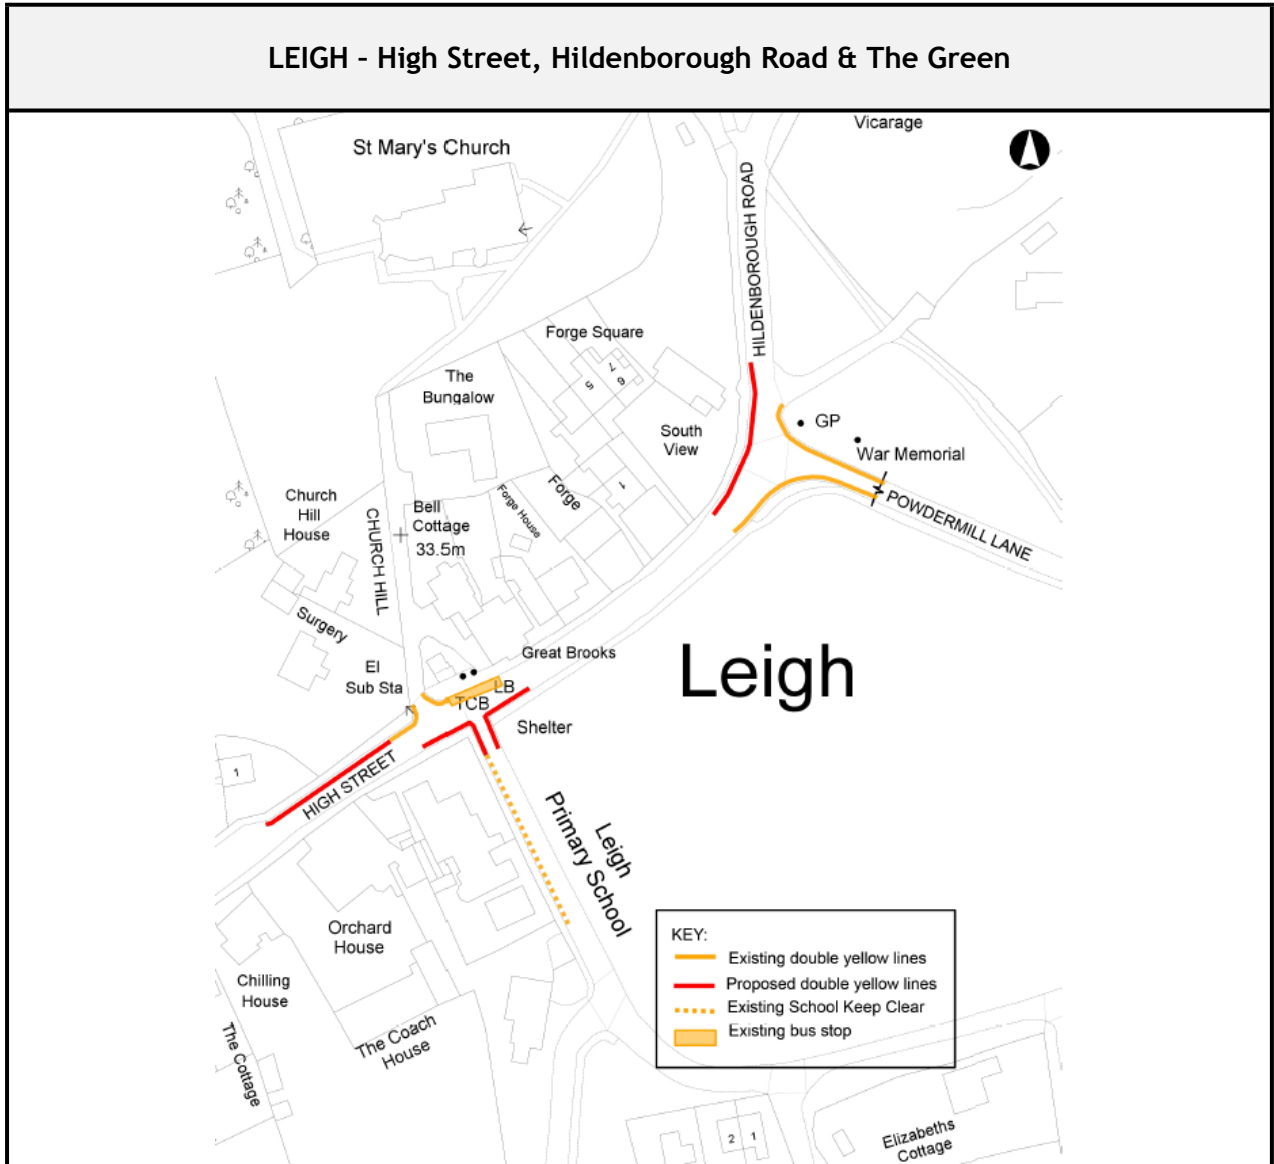 LEIGH - High Street, Hildenborough Road & The Green
Vicarage
St Mary's Church
HILDENBOROUGH ROAD
Forge Square
7
6
5
The
Bungalow
South
View
GP
War Memorial
POWDERMILL LANE
Church
Hill
House
CHURCH HILL
Bell
Cottage
33.5m
Forge House
Forge
1
Surgery
El
Sub Sta
Great Brooks
LB
TCB
Shelter
Leigh
1
HIGH STREET
Leigh
Primary School
Orchard
House
Chilling
House
The Cottage
The Coach
House
KEY:
Existing double yellow lines
Proposed double yellow lines
Existing School Keep Clear
Existing bus stop
2
1
Elizabeths
Cottage